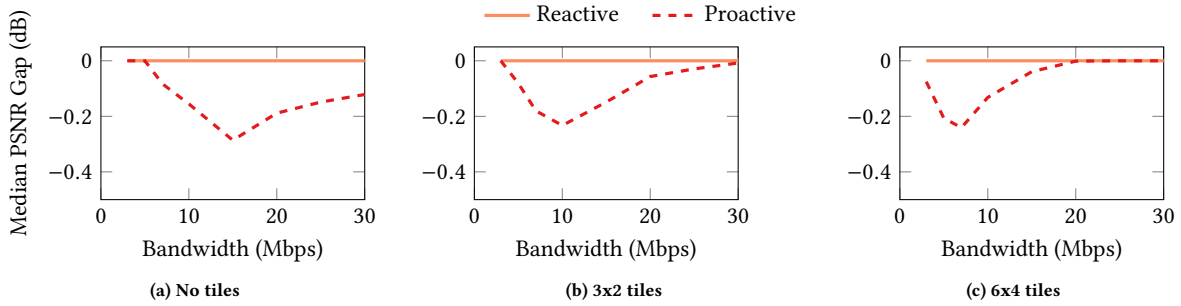 Reactive Proactive
Median PSNR Gap (dB)
0
−0.2
−0.4
0 10 20 30
Bandwidth (Mbps)
(a) No tiles
0
−0.2
−0.4
0 10 20 30
Bandwidth (Mbps)
(b) 3x2 tiles
0
−0.2
−0.4
0 10 20 30
Bandwidth (Mbps)
(c) 6x4 tiles